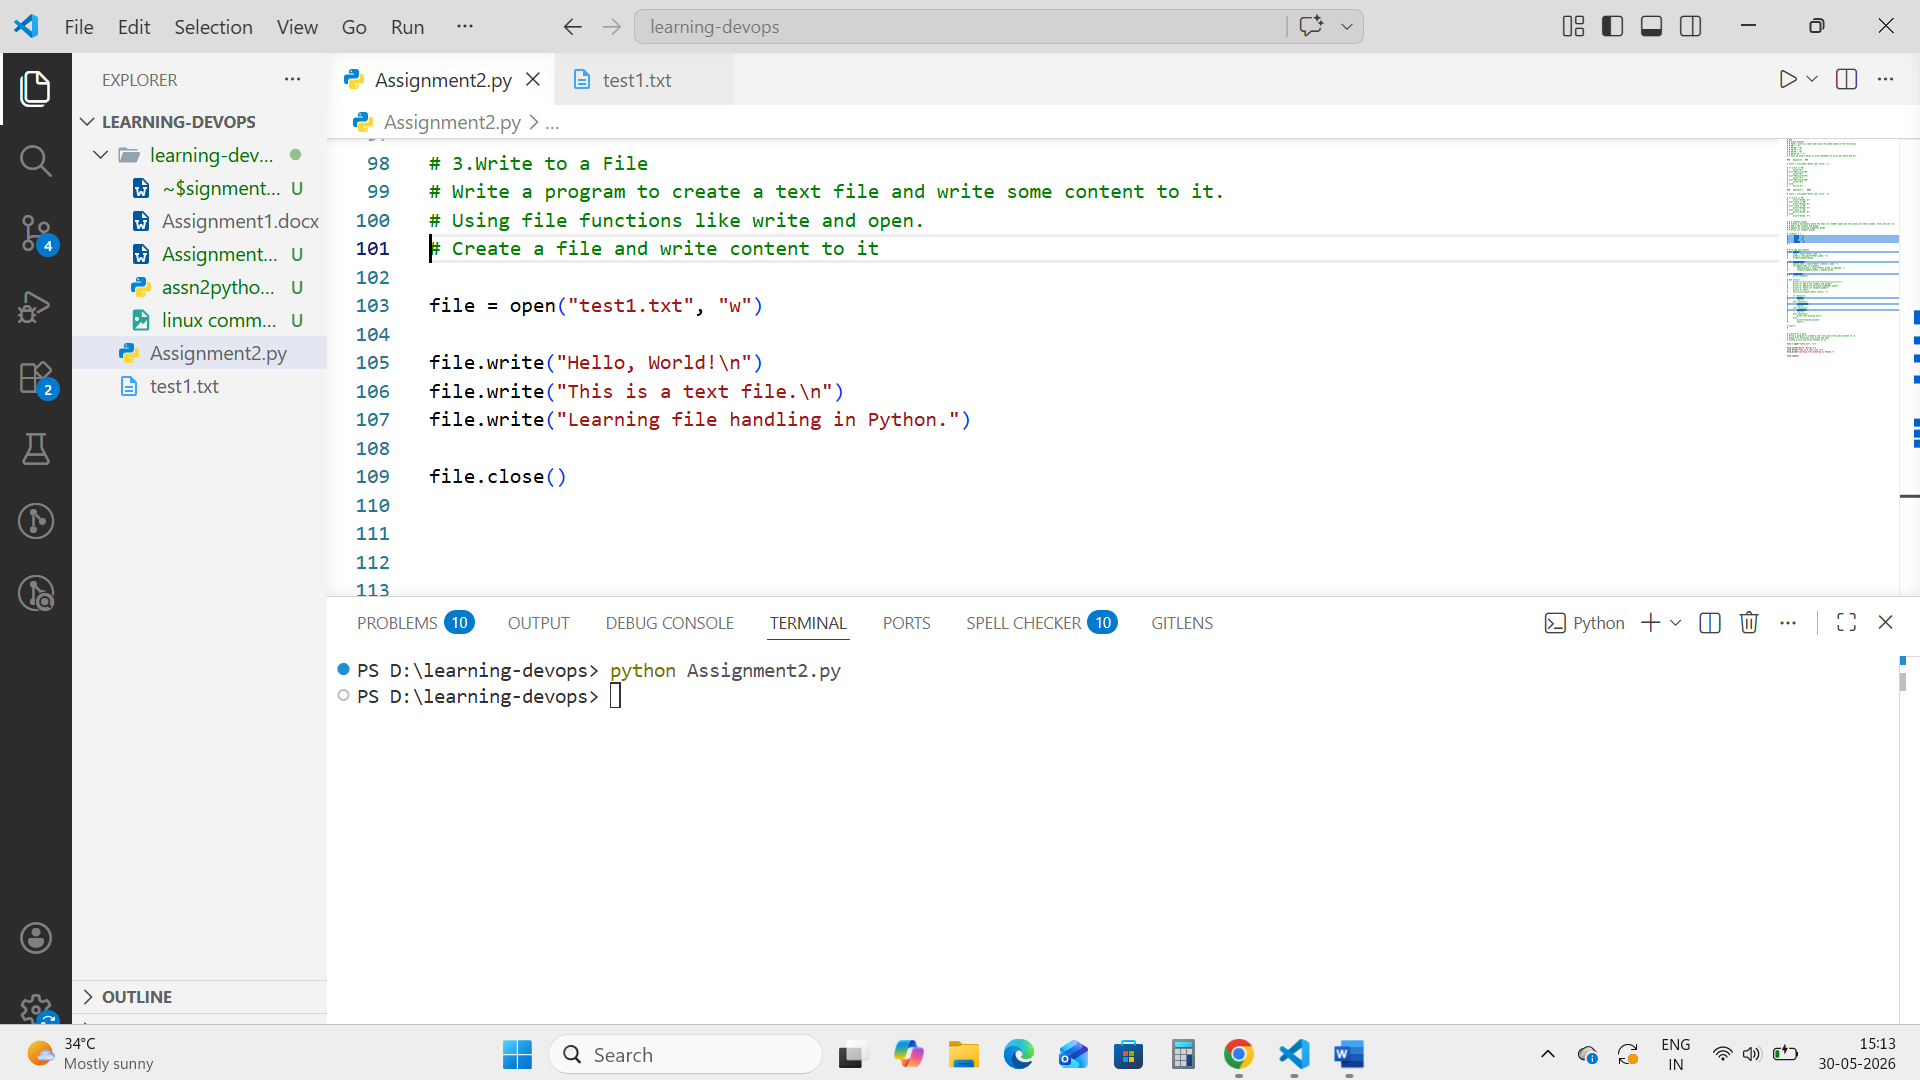 File Edit Selection View Go Run ···
learning-devops
EXPLORER ···
LEARNING-DEVOPS
learning-dev...
~$signment... U
Assignment1.docx
Assignment... U
assn2pytho... U
linux comm... U
Assignment2.py
test1.txt
4
2
OUTLINE
Assignment2.py test1.txt
Assignment2.py > ...
98 # 3.Write to a File
99 # Write a program to create a text file and write some content to it.
100 # Using file functions like write and open.
101 # Create a file and write content to it
102
103 file = open("test1.txt", "w")
104
105 file.write("Hello, World!\n")
106 file.write("This is a text file.\n")
107 file.write("Learning file handling in Python.")
108
109 file.close()
110
111
112
113
PROBLEMS 10 OUTPUT DEBUG CONSOLE TERMINAL PORTS SPELL CHECKER 10 GITLENS
Python
PS D:\learning-devops> python Assignment2.py
PS D:\learning-devops>
34°C
Mostly sunny
Search
ENG
IN
15:13
30-05-2026